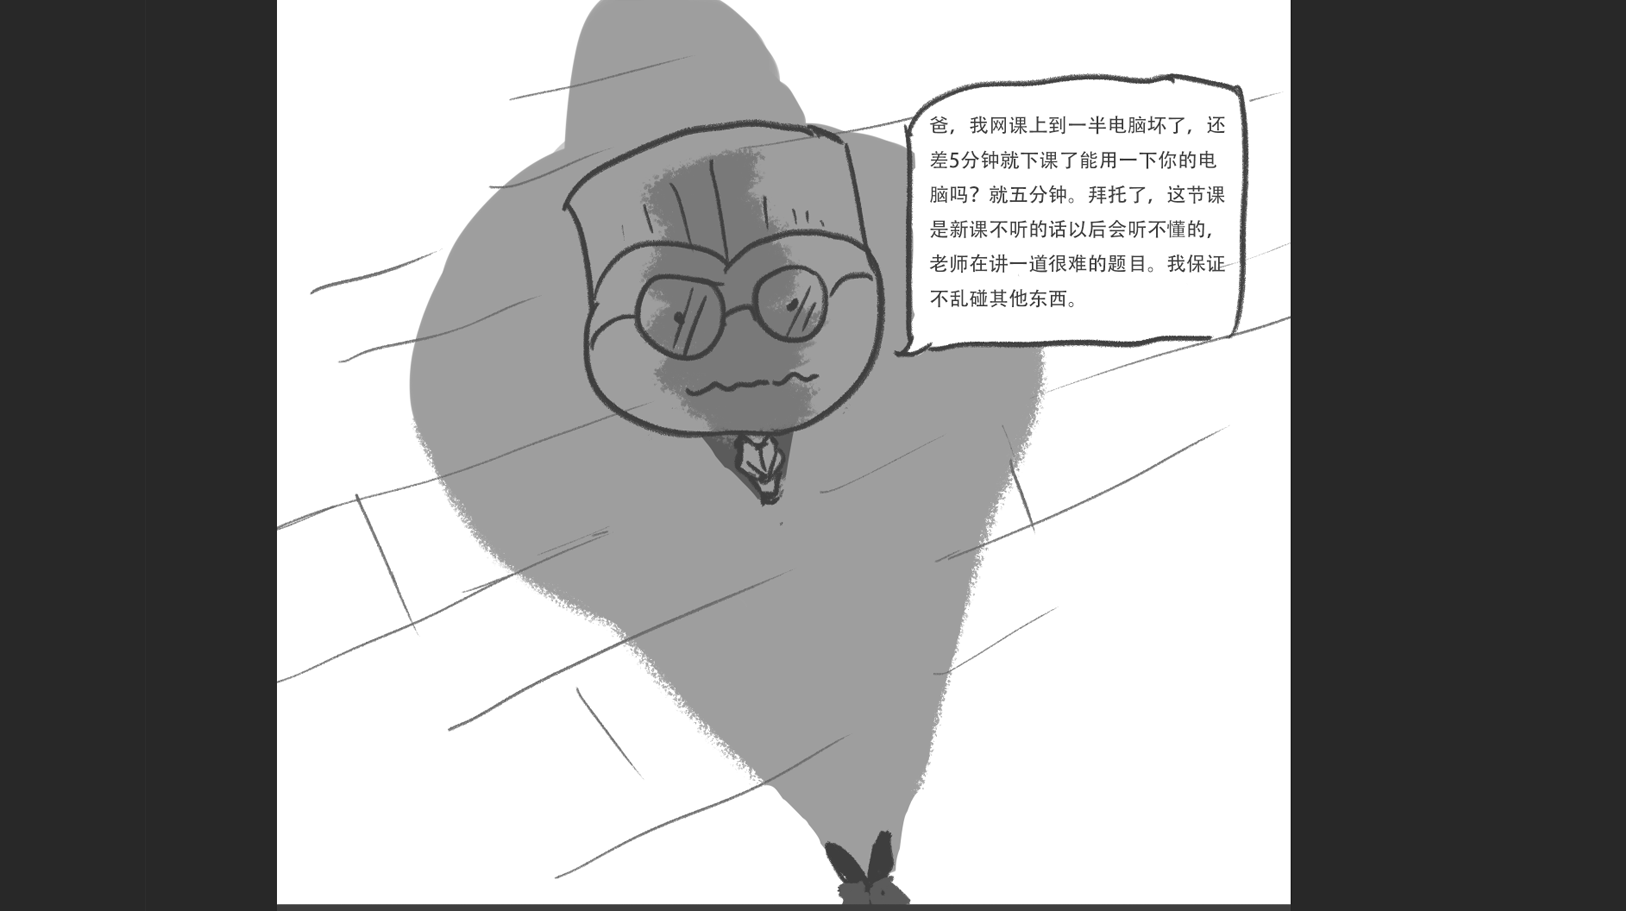 爸，我网课上到一半电脑坏了，还
差5分钟就下课了能用一下你的电
脑吗？就五分钟。拜托了，这节课
是新课不听的话以后会听不懂的，
老师在讲一道很难的题目。我保证
不乱碰其他东西。